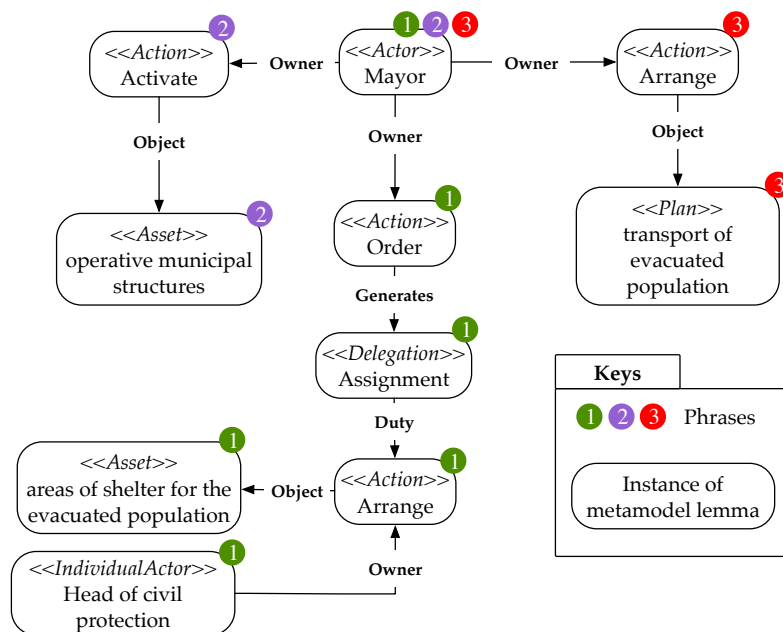 2
1 2 3
3
<<Action>>
Activate
Owner
<<Actor>>
Mayor
Owner
<<Action>>
Arrange
Object
Owner
Object
2
1
3
<<Asset>>
operative municipal
structures
<<Action>>
Order
<<Plan>>
transport of
evacuated
population
Generates
1
<<Delegation>>
Assignment
Duty
1
1
<<Asset>>
areas of shelter for the
evacuated population
Object
<<Action>>
Arrange
1
<<IndividualActor>>
Head of civil
protection
Owner
Keys
1 2 3 Phrases
Instance of
metamodel lemma